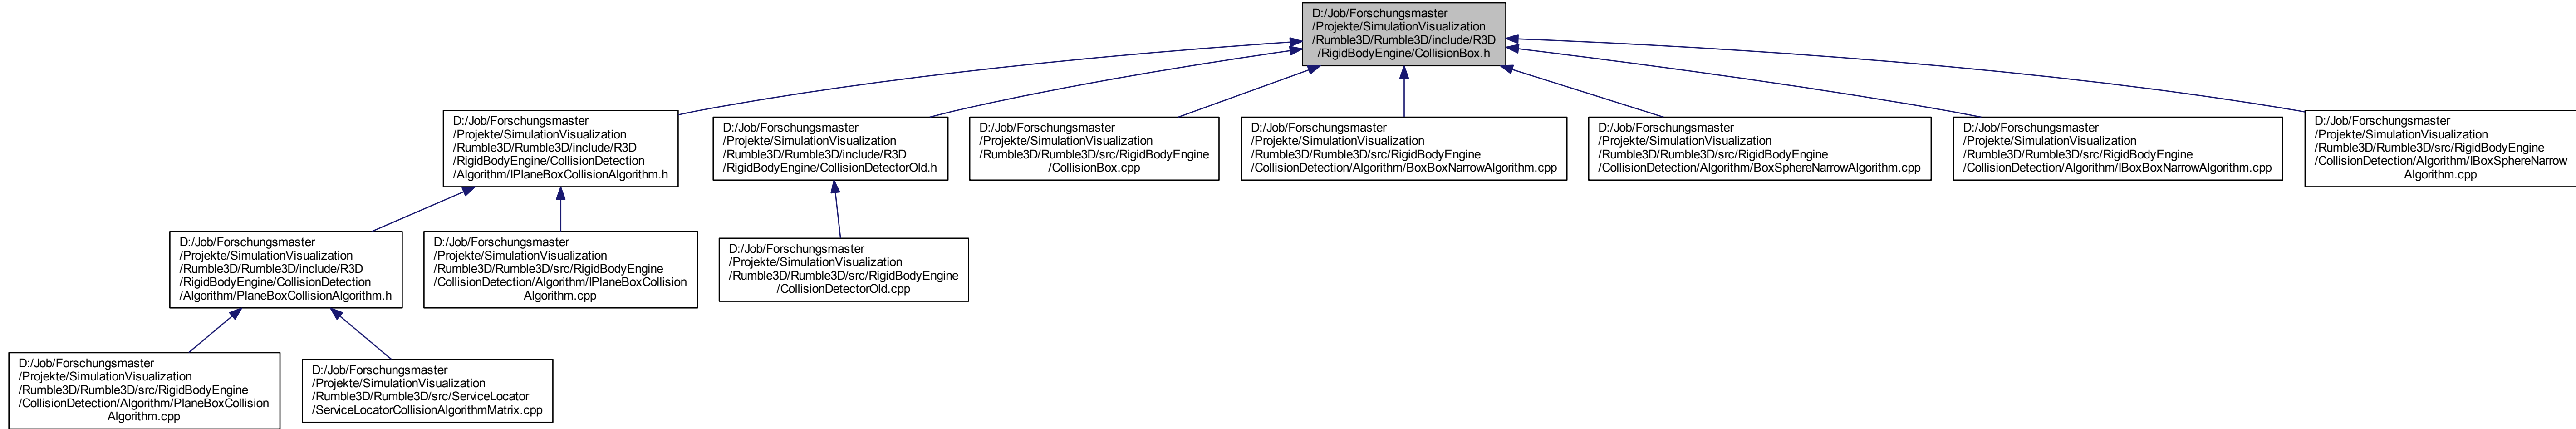 D:/Job/Forschungsmaster
/Projekte/SimulationVisualization
/Rumble3D/Rumble3D/include/R3D
/RigidBodyEngine/CollisionBox.h
D:/Job/Forschungsmaster
/Projekte/SimulationVisualization
/Rumble3D/Rumble3D/include/R3D
/RigidBodyEngine/CollisionDetection
/Algorithm/IPlaneBoxCollisionAlgorithm.h
D:/Job/Forschungsmaster
/Projekte/SimulationVisualization
/Rumble3D/Rumble3D/include/R3D
/RigidBodyEngine/CollisionDetectorOld.h
D:/Job/Forschungsmaster
/Projekte/SimulationVisualization
/Rumble3D/Rumble3D/src/RigidBodyEngine
/CollisionBox.cpp
D:/Job/Forschungsmaster
/Projekte/SimulationVisualization
/Rumble3D/Rumble3D/src/RigidBodyEngine
/CollisionDetection/Algorithm/BoxBoxNarrowAlgorithm.cpp
D:/Job/Forschungsmaster
/Projekte/SimulationVisualization
/Rumble3D/Rumble3D/src/RigidBodyEngine
/CollisionDetection/Algorithm/BoxSphereNarrowAlgorithm.cpp
D:/Job/Forschungsmaster
/Projekte/SimulationVisualization
/Rumble3D/Rumble3D/src/RigidBodyEngine
/CollisionDetection/Algorithm/IBoxBoxNarrowAlgorithm.cpp
D:/Job/Forschungsmaster
/Projekte/SimulationVisualization
/Rumble3D/Rumble3D/src/RigidBodyEngine
/CollisionDetection/Algorithm/IBoxSphereNarrow
Algorithm.cpp
D:/Job/Forschungsmaster
/Projekte/SimulationVisualization
/Rumble3D/Rumble3D/include/R3D
/RigidBodyEngine/CollisionDetection
/Algorithm/PlaneBoxCollisionAlgorithm.h
D:/Job/Forschungsmaster
/Projekte/SimulationVisualization
/Rumble3D/Rumble3D/src/RigidBodyEngine
/CollisionDetection/Algorithm/IPlaneBoxCollision
Algorithm.cpp
D:/Job/Forschungsmaster
/Projekte/SimulationVisualization
/Rumble3D/Rumble3D/src/RigidBodyEngine
/CollisionDetectorOld.cpp
D:/Job/Forschungsmaster
/Projekte/SimulationVisualization
/Rumble3D/Rumble3D/src/RigidBodyEngine
/CollisionDetection/Algorithm/PlaneBoxCollision
Algorithm.cpp
D:/Job/Forschungsmaster
/Projekte/SimulationVisualization
/Rumble3D/Rumble3D/src/ServiceLocator
/ServiceLocatorCollisionAlgorithmMatrix.cpp